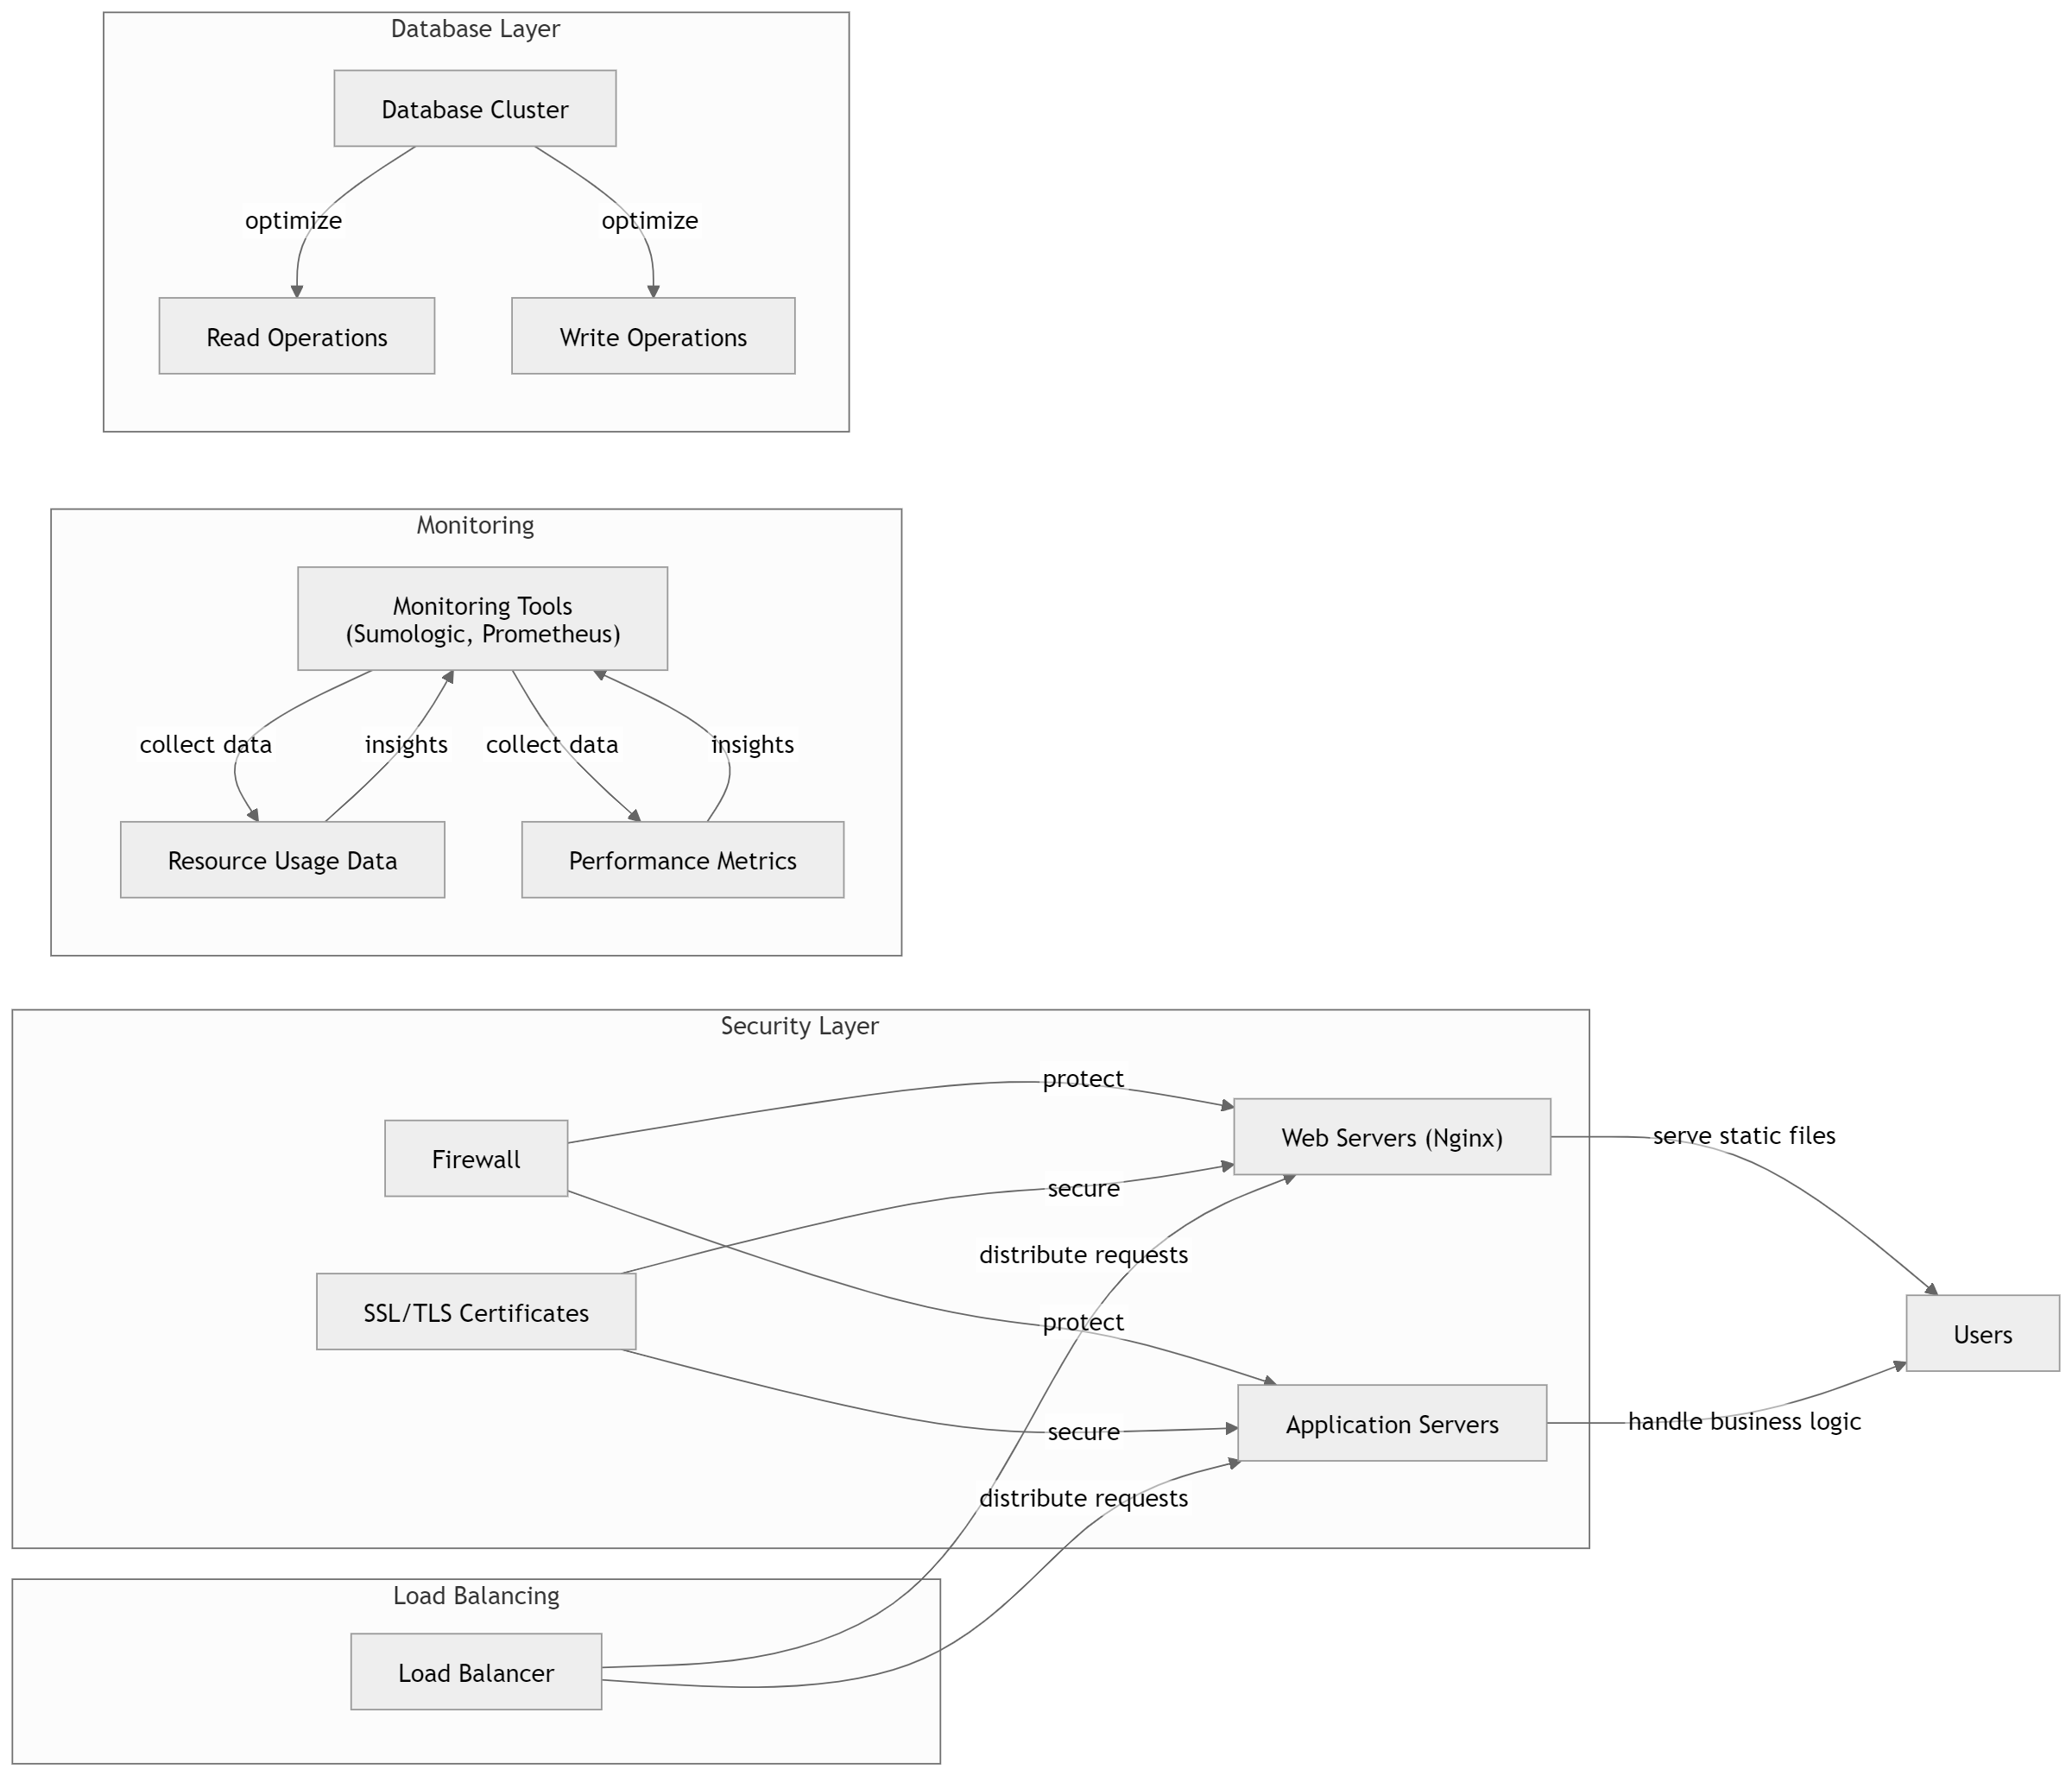 Database Layer
Database Cluster
optimize
optimize
Read Operations
Write Operations
Monitoring
Monitoring Tools
(Sumologic, Prometheus)
collect data
insights
collect data
insights
Resource Usage Data
Performance Metrics
Security Layer
protect
Firewall
Web Servers (Nginx)
serve static files
secure
distribute requests
SSL/TLS Certificates
protect
Users
secure
Application Servers
handle business logic
distribute requests
Load Balancing
Load Balancer